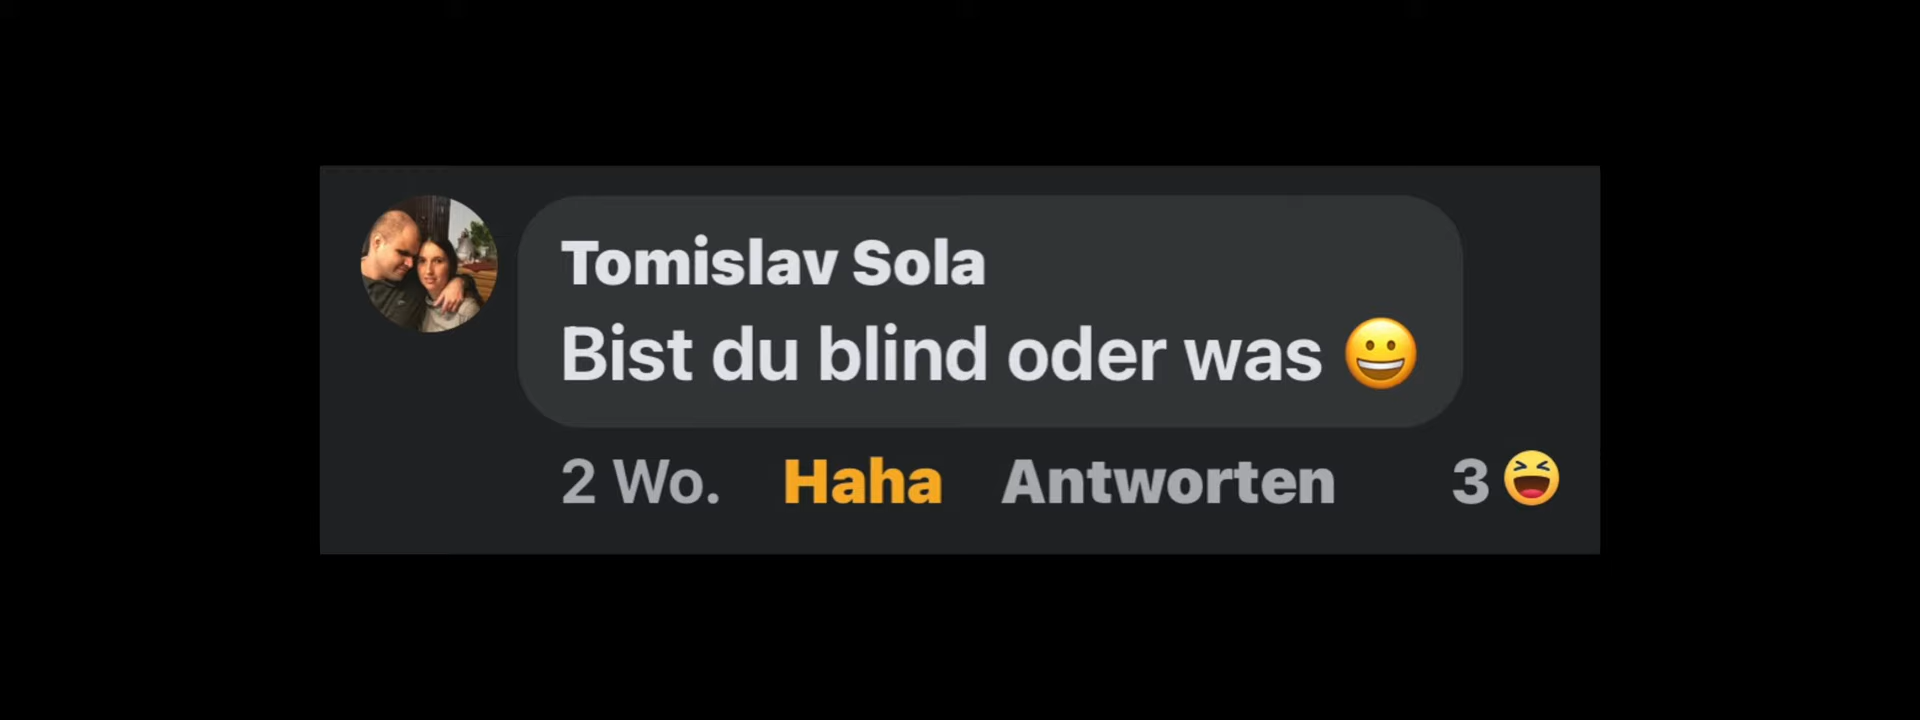 Tomislav Sola
Bist du blind oder was 😀
2 Wo. Haha Antworten 3 😆